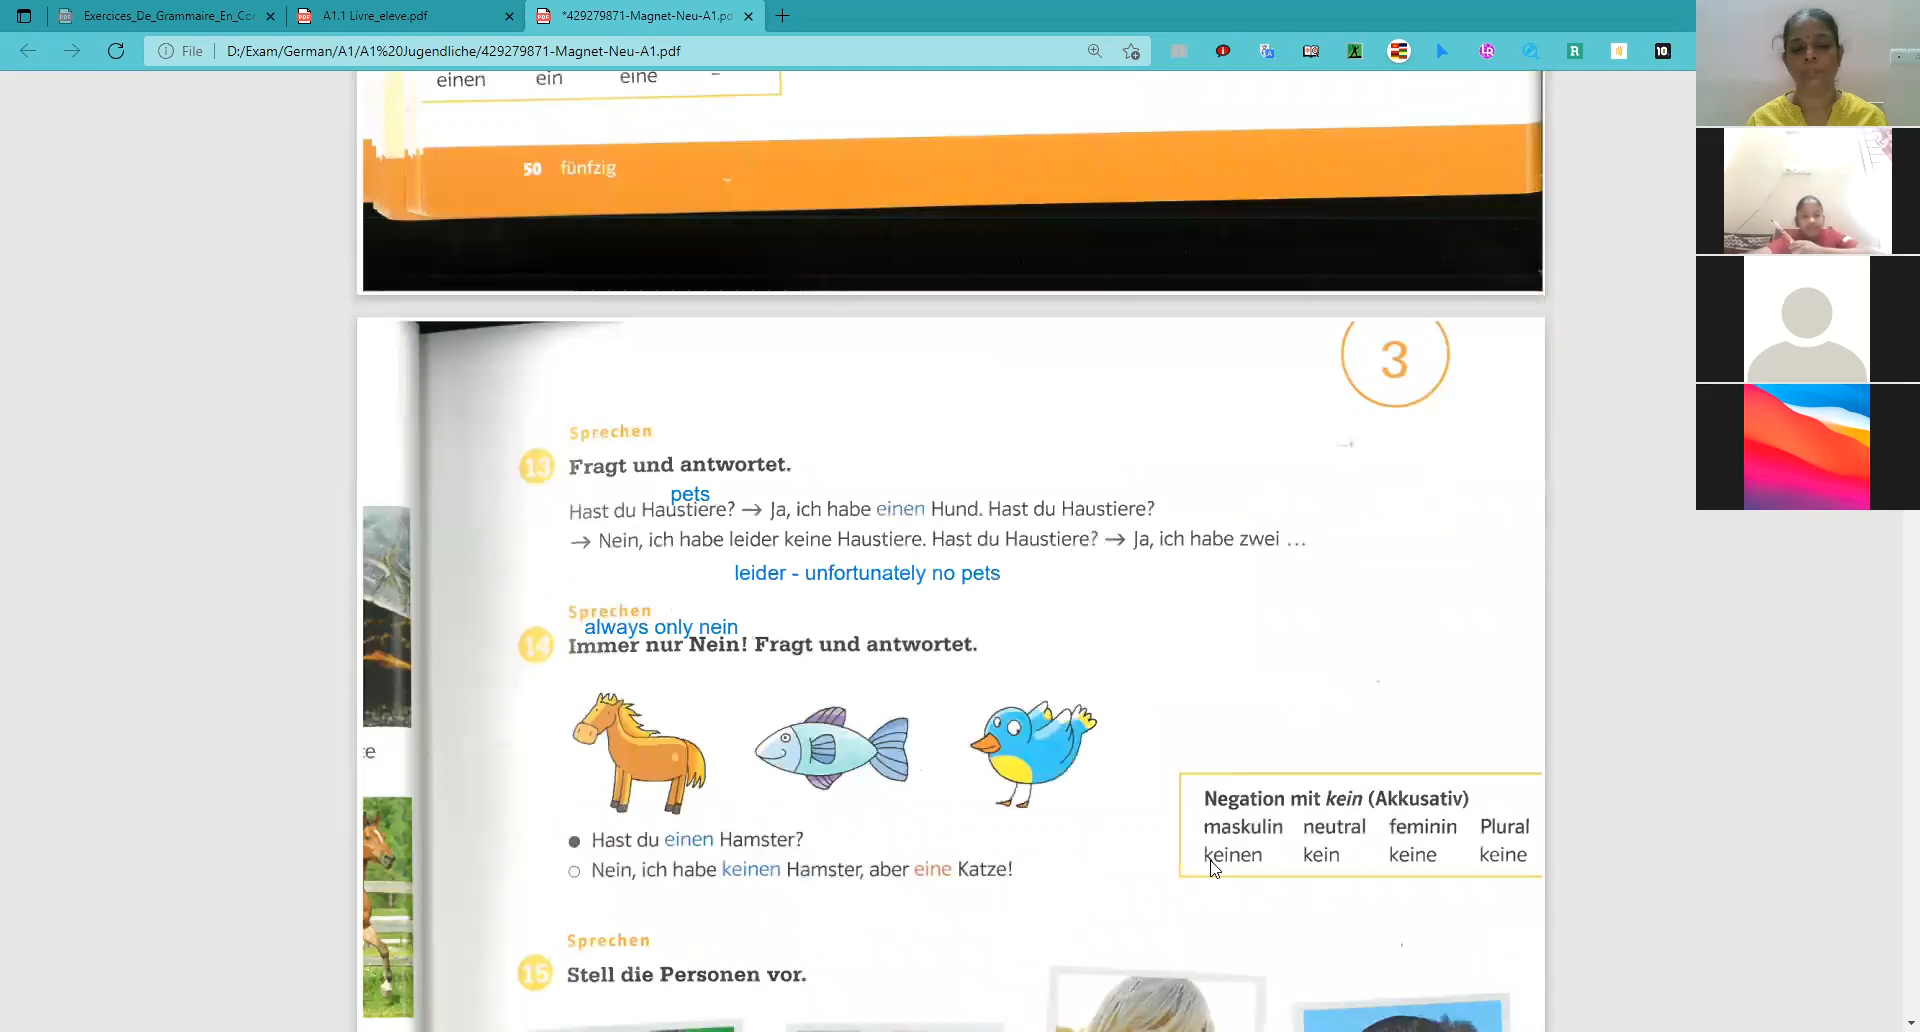 Exercices_De_Grammaire_En_Con
A1.1 Livre_eleve.pdf
*429279871-Magnet-Neu-A1.pd
File
D:/Exam/German/A1/A1%20Jugendliche/429279871-Magnet-Neu-A1.pdf
einen ein eine –
50 fünfzig
3
Sprechen
13 Fragt und antwortet.
pets
Hast du Haustiere? → Ja, ich habe einen Hund. Hast du Haustiere?
→ Nein, ich habe leider keine Haustiere. Hast du Haustiere? → Ja, ich habe zwei …
leider - unfortunately no pets
Sprechen
always only nein
14 Immer nur Nein! Fragt und antwortet.
te
Negation mit kein (Akkusativ)
maskulin neutral feminin Plural
keinen kein keine keine
● Hast du einen Hamster?
○ Nein, ich habe keinen Hamster, aber eine Katze!
Sprechen
15 Stell die Personen vor.